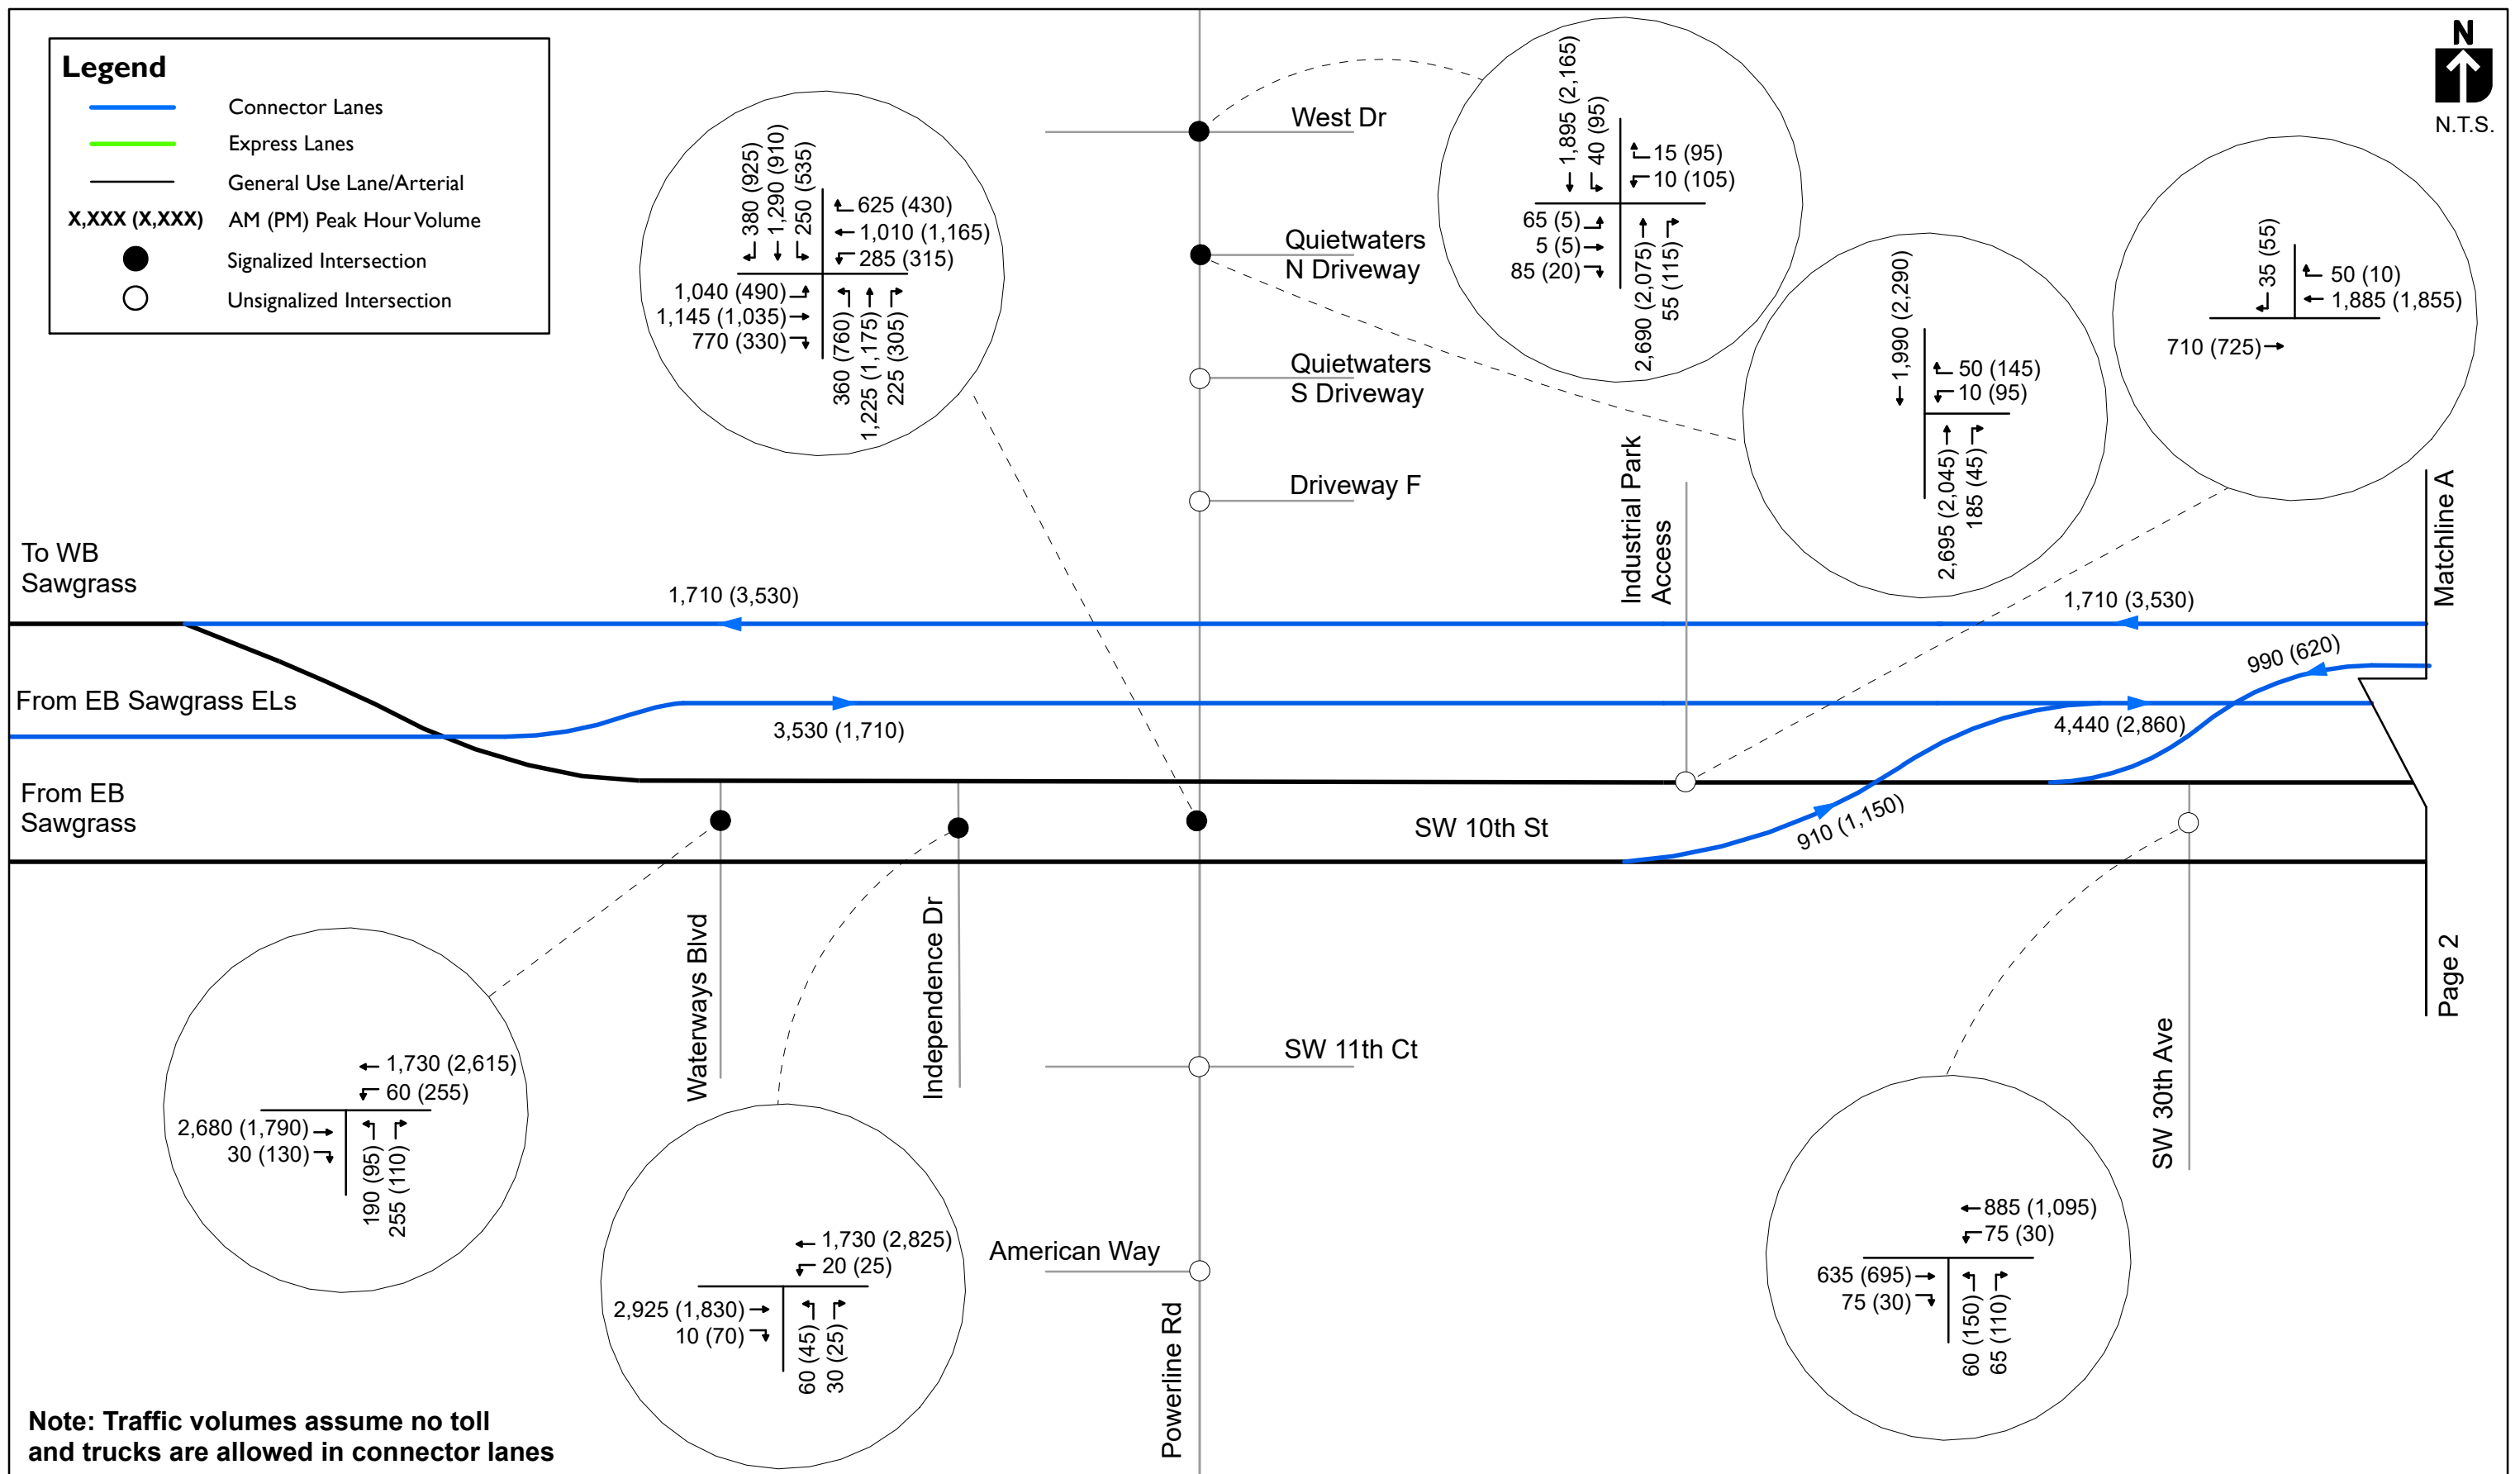 Legend
Connector Lanes
Express Lanes
General Use Lane/Arterial
X,XXX (X,XXX) AM (PM) Peak Hour Volume
Signalized Intersection
Unsignalized Intersection
N
N.T.S.
380 (925)
1,290 (910)
250 (535)
625 (430)
1,010 (1,165)
285 (315)
1,040 (490)
1,145 (1,035)
770 (330)
360 (760)
1,225 (1,175)
225 (305)
West Dr
Quietwaters
N Driveway
Quietwaters
S Driveway
Driveway F
1,895 (2,165)
40 (95)
15 (95)
10 (105)
65 (5)
5 (5)
85 (20)
2,690 (2,075)
55 (115)
1,990 (2,290)
50 (145)
10 (95)
2,695 (2,045)
185 (45)
35 (55)
50 (10)
1,885 (1,855)
710 (725)
Industrial Park
Access
Matchline A
To WB
Sawgrass
1,710 (3,530)
1,710 (3,530)
990 (620)
From EB Sawgrass ELs
3,530 (1,710)
4,440 (2,860)
From EB
Sawgrass
SW 10th St
910 (1,150)
Waterways Blvd
Independence Dr
SW 11th Ct
American Way
Powerline Rd
SW 30th Ave
Page 2
1,730 (2,615)
60 (255)
2,680 (1,790)
30 (130)
190 (95)
255 (110)
1,730 (2,825)
20 (25)
2,925 (1,830)
10 (70)
60 (45)
30 (25)
885 (1,095)
75 (30)
635 (695)
75 (30)
60 (150)
65 (110)
Note: Traffic volumes assume no toll
and trucks are allowed in connector lanes